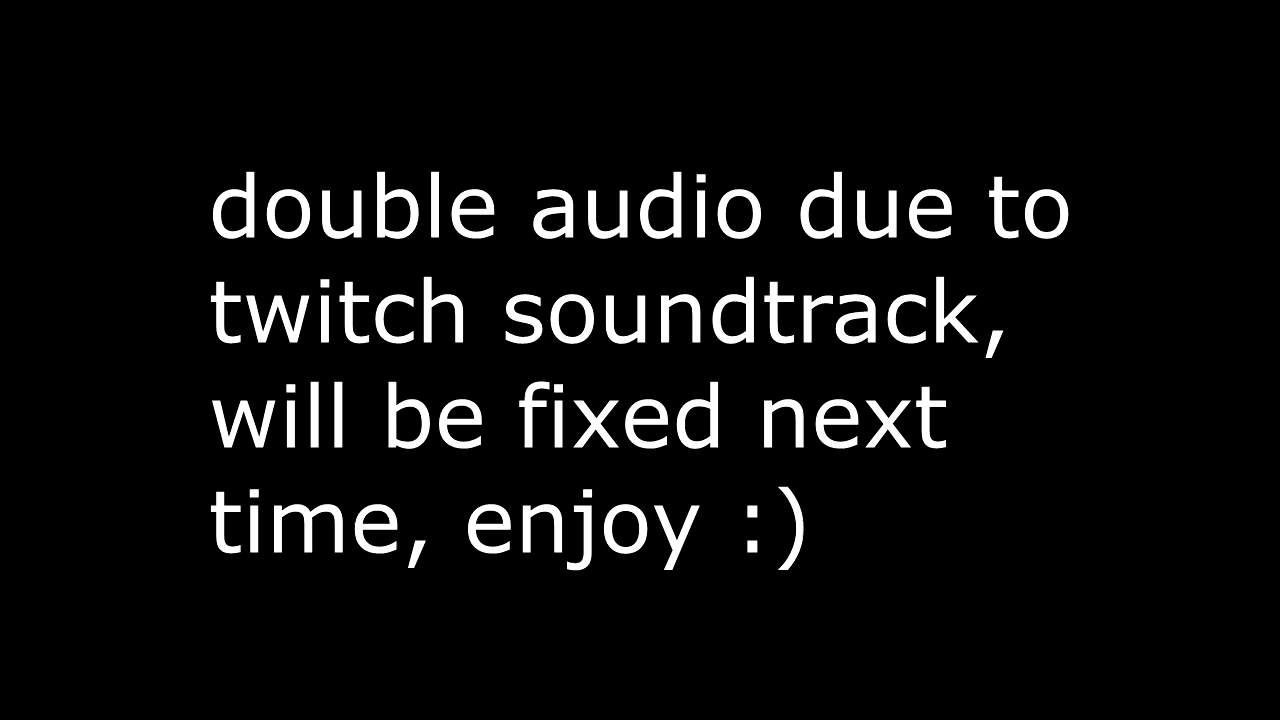 double audio due to
twitch soundtrack,
will be fixed next
time, enjoy :)